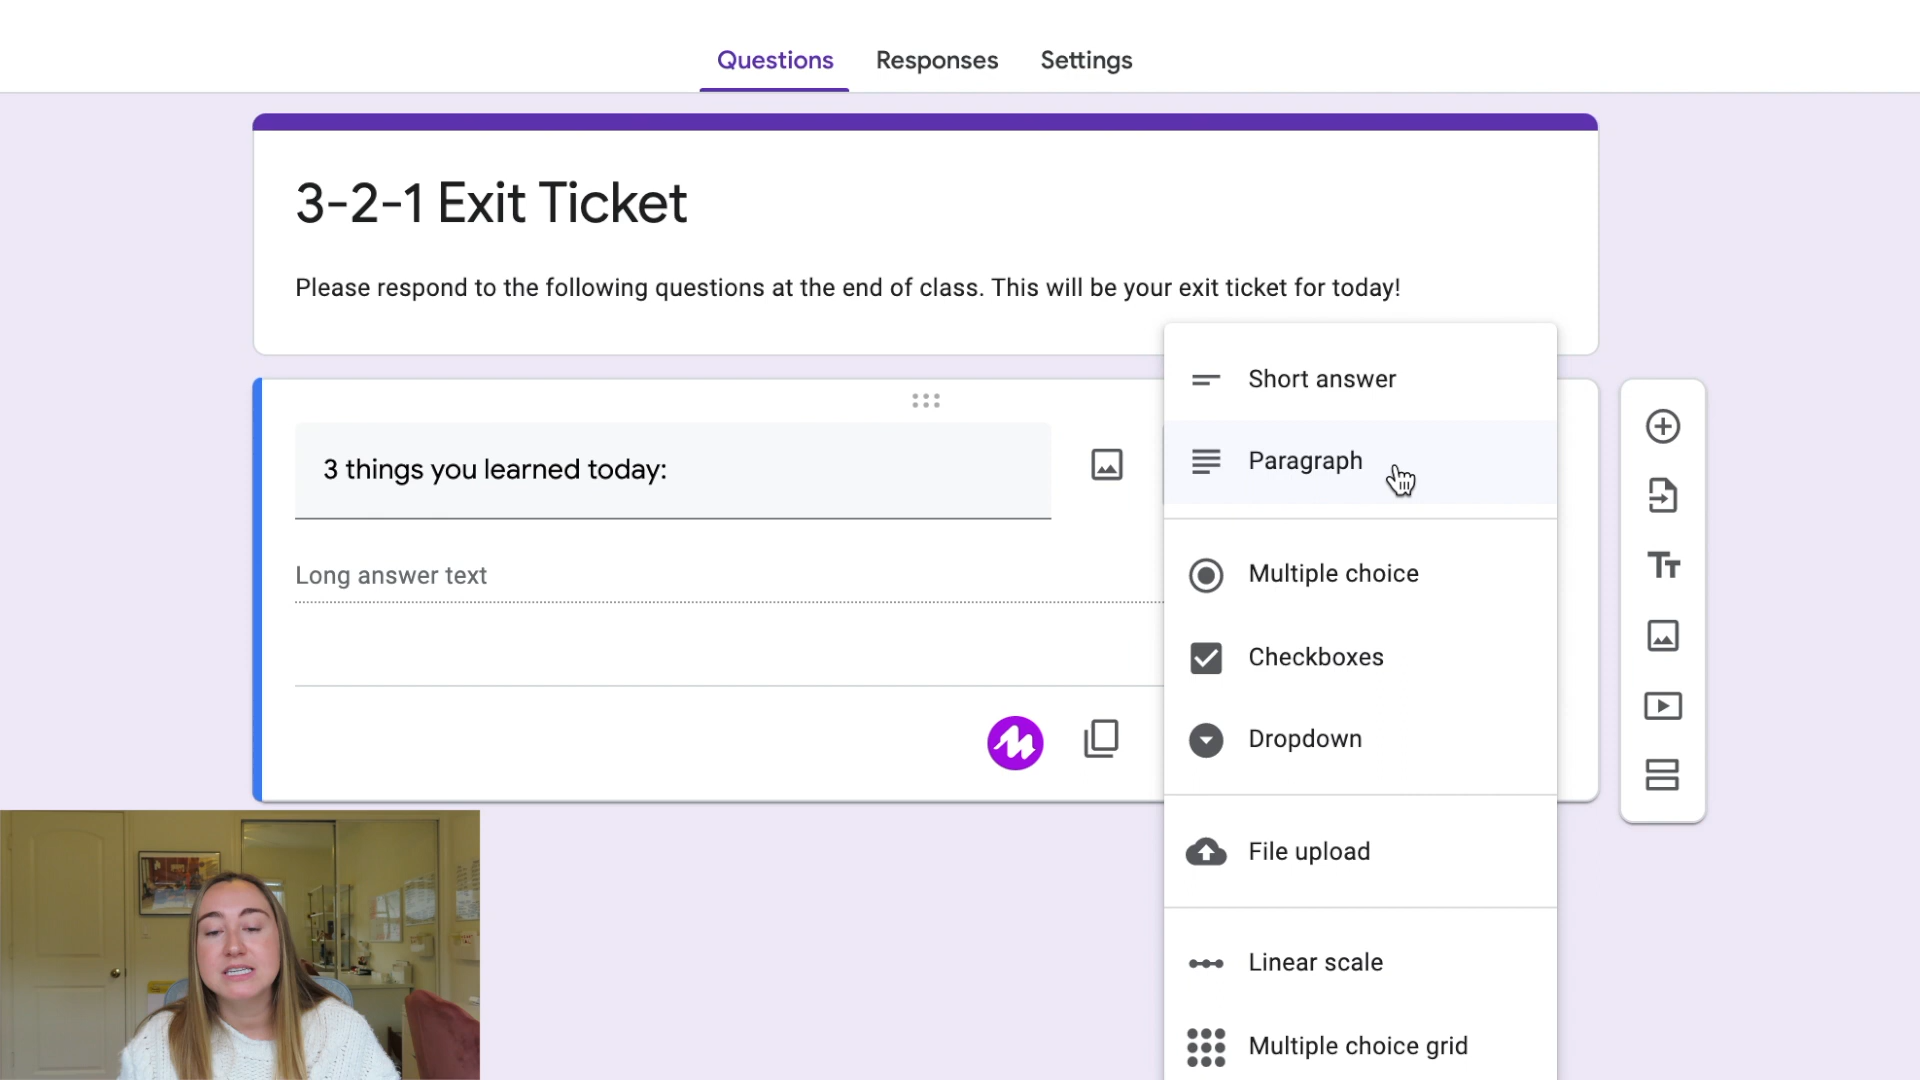 Questions Responses Settings
3-2-1 Exit Ticket
Please respond to the following questions at the end of class. This will be your exit ticket for today!
3 things you learned today:
Long answer text
Short answer
Paragraph
Multiple choice
Checkboxes
Dropdown
File upload
Linear scale
Multiple choice grid